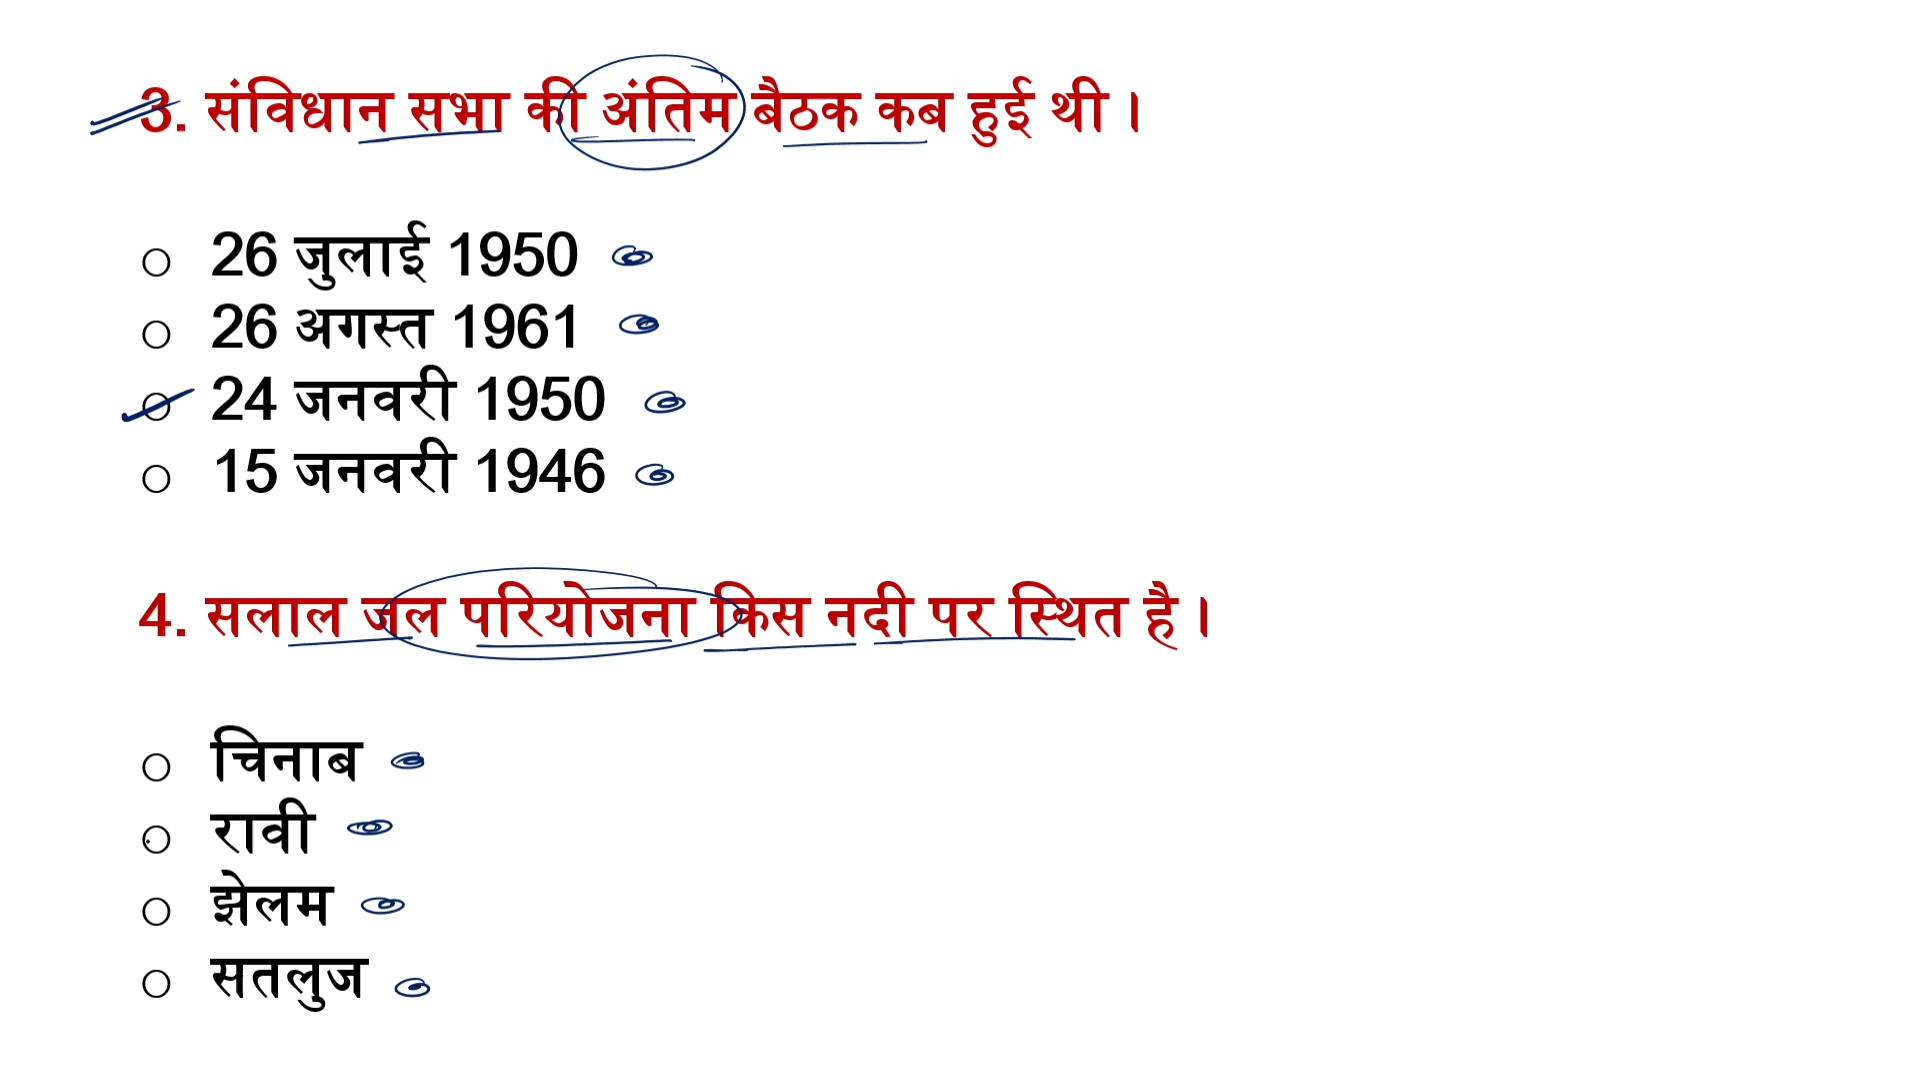 3. संविधान सभा की अंतिम बैठक कब हुई थी।
26 जुलाई 1950
26 अगस्त 1961
24 जनवरी 1950
15 जनवरी 1946
4. सलाल जल परियोजना किस नदी पर स्थित है।
चिनाब
रावी
झेलम
सतलुज